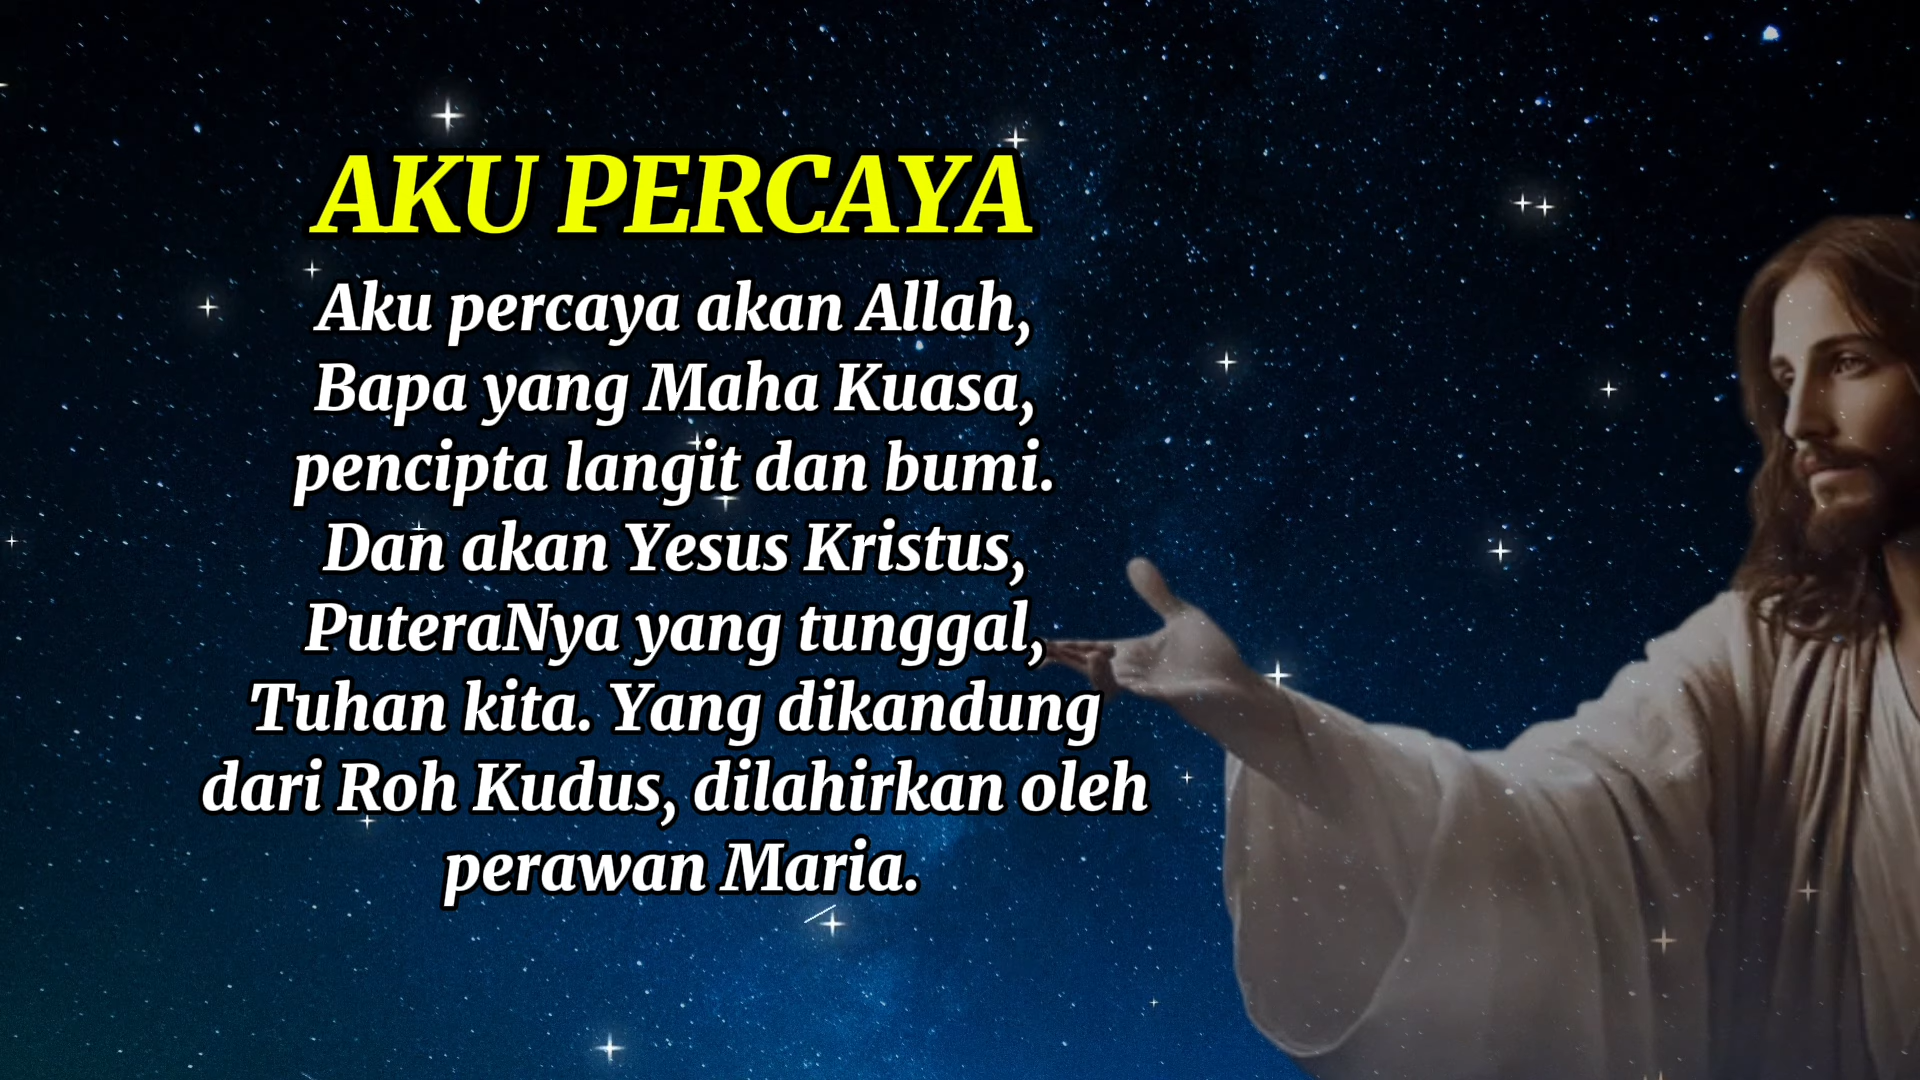 AKU PERCAYA
Aku percaya akan Allah,
Bapa yang Maha Kuasa,
pencipta langit dan bumi.
Dan akan Yesus Kristus,
PuteraNya yang tunggal,
Tuhan kita. Yang dikandung
dari Roh Kudus, dilahirkan oleh
perawan Maria.